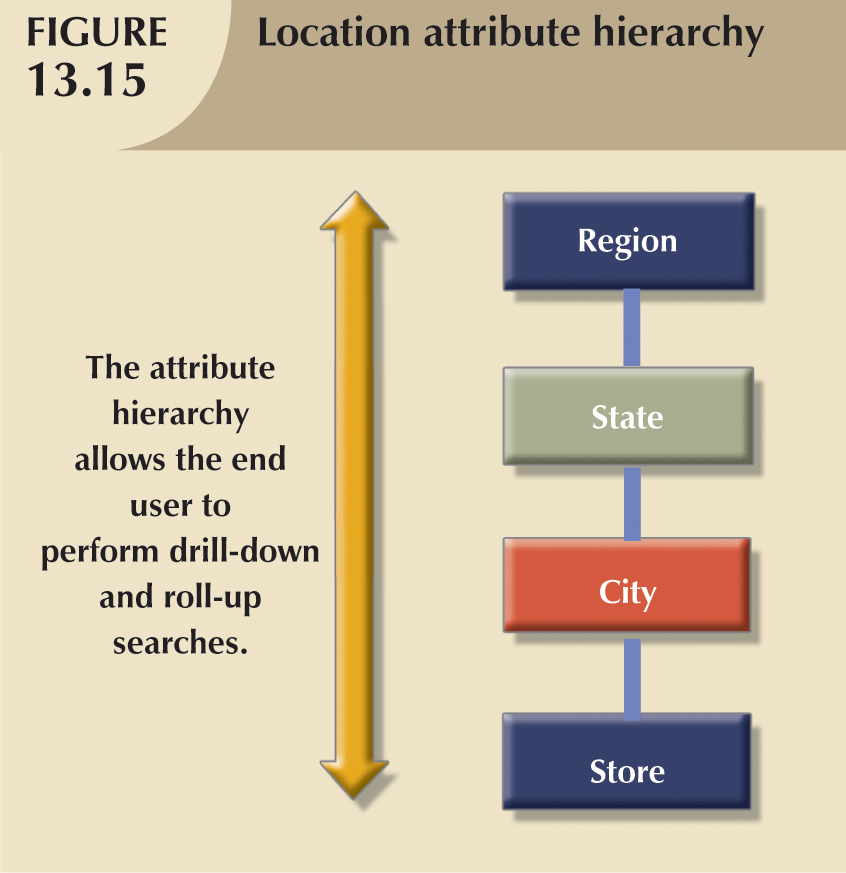 FIGURE
13.15
Location attribute hierarchy
The attribute
hierarchy
allows the end
user to
perform drill-down
and roll-up
searches.
Region
State
City
Store